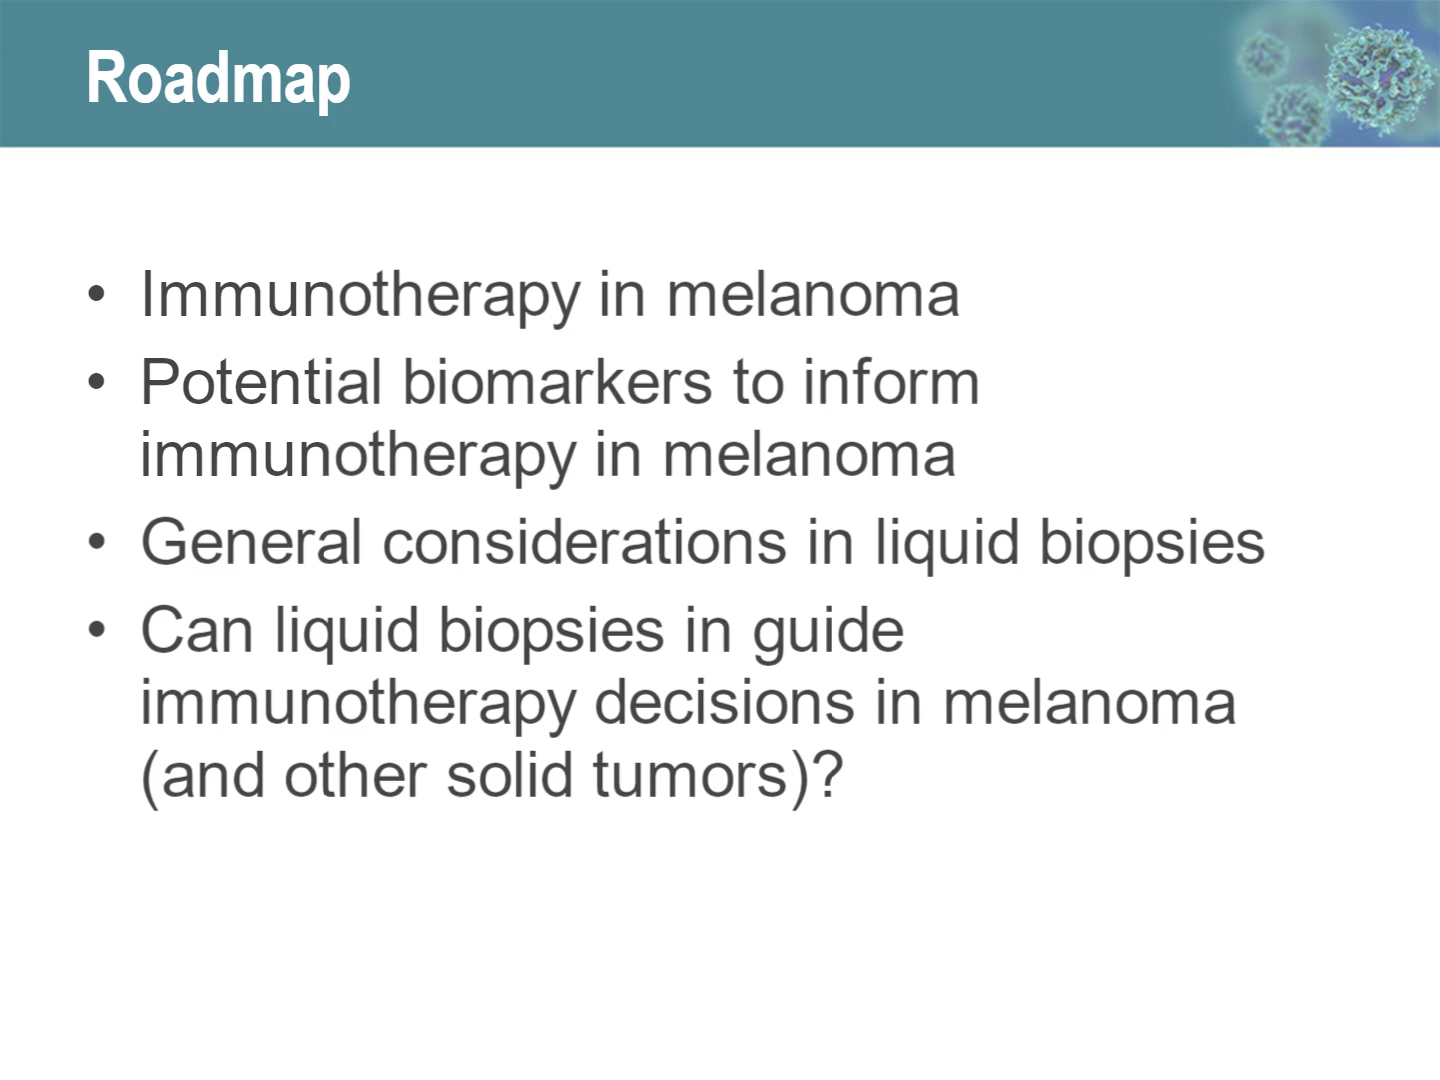 Roadmap
• Immunotherapy in melanoma
• Potential biomarkers to inform
immunotherapy in melanoma
• General considerations in liquid biopsies
• Can liquid biopsies in guide
immunotherapy decisions in melanoma
(and other solid tumors)?